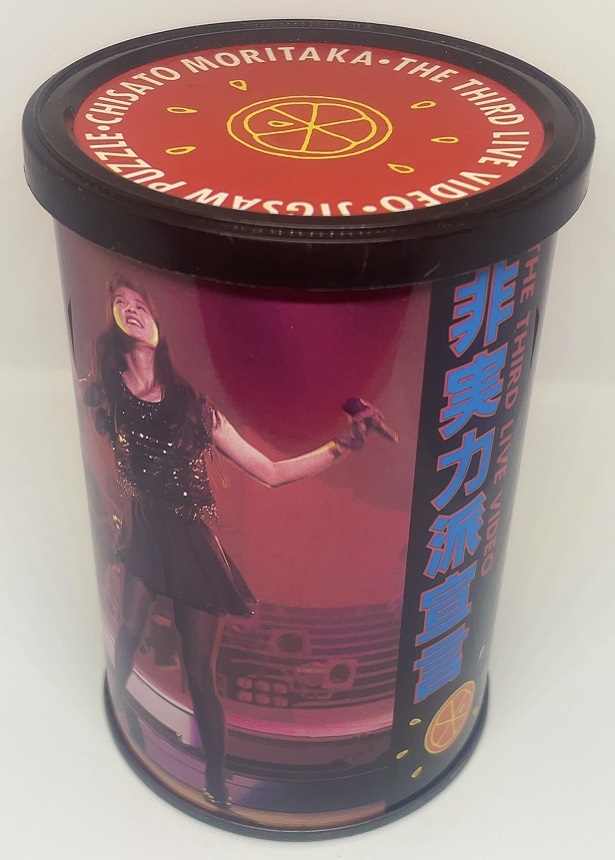 CHISATO MORITAKA•THE THIRD LIVE VIDEO•JIGSAW PUZZLE•
THE THIRD LIVE VIDEO
非実力派宣言